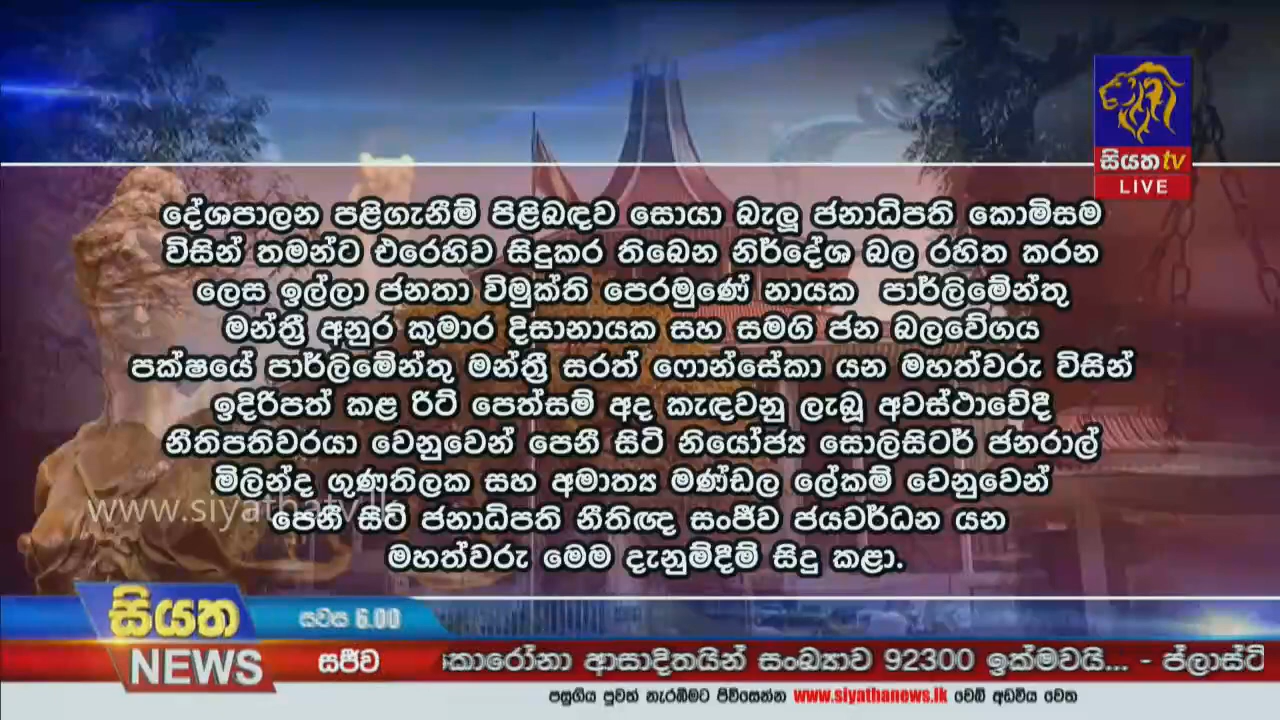 සියත tv
LIVE
දේශපාලන පළිගැනීම් පිළිබඳව සොයා බැලූ ජනාධිපති කොමිසම
විසින් තමන්ට එරෙහිව සිදුකර තිබෙන නිර්දේශ බල රහිත කරන
ලෙස ඉල්ලා ජනතා විමුක්ති පෙරමුණේ නායක පාර්ලිමේන්තු
මන්ත්‍රී අනුර කුමාර දිසානායක සහ සමගි ජන බලවේගය
පක්ෂයේ පාර්ලිමේන්තු මන්ත්‍රී සරත් ෆොන්සේකා යන මහත්වරු විසින්
ඉදිරිපත් කළ රිට් පෙත්සම් අද කැඳවනු ලැබූ අවස්ථාවේදී
නීතිපතිවරයා වෙනුවෙන් පෙනී සිටි නියෝජ්‍ය සොලිසිටර් ජනරාල්
මිලින්ද ගුණතිලක සහ අමාත්‍ය මණ්ඩල ලේකම් වෙනුවෙන්
පෙනී සිටි ජනාධිපති නීතිඥ සංජීව ජයවර්ධන යන
මහත්වරු මෙම දැනුම්දීම් සිදු කළා.
www.siyathatv.lk
සියත
NEWS
සවස 6.00
සජීව
කොරෝනා ආසාදිතයින් සංඛ්‍යාව 92300 ඉක්මවයි... - ප්ලාස්ටි
පසුගිය පුවත් නැරඹීමට පිවිසෙන්න www.siyathanews.lk වෙබ් අඩවිය වෙත